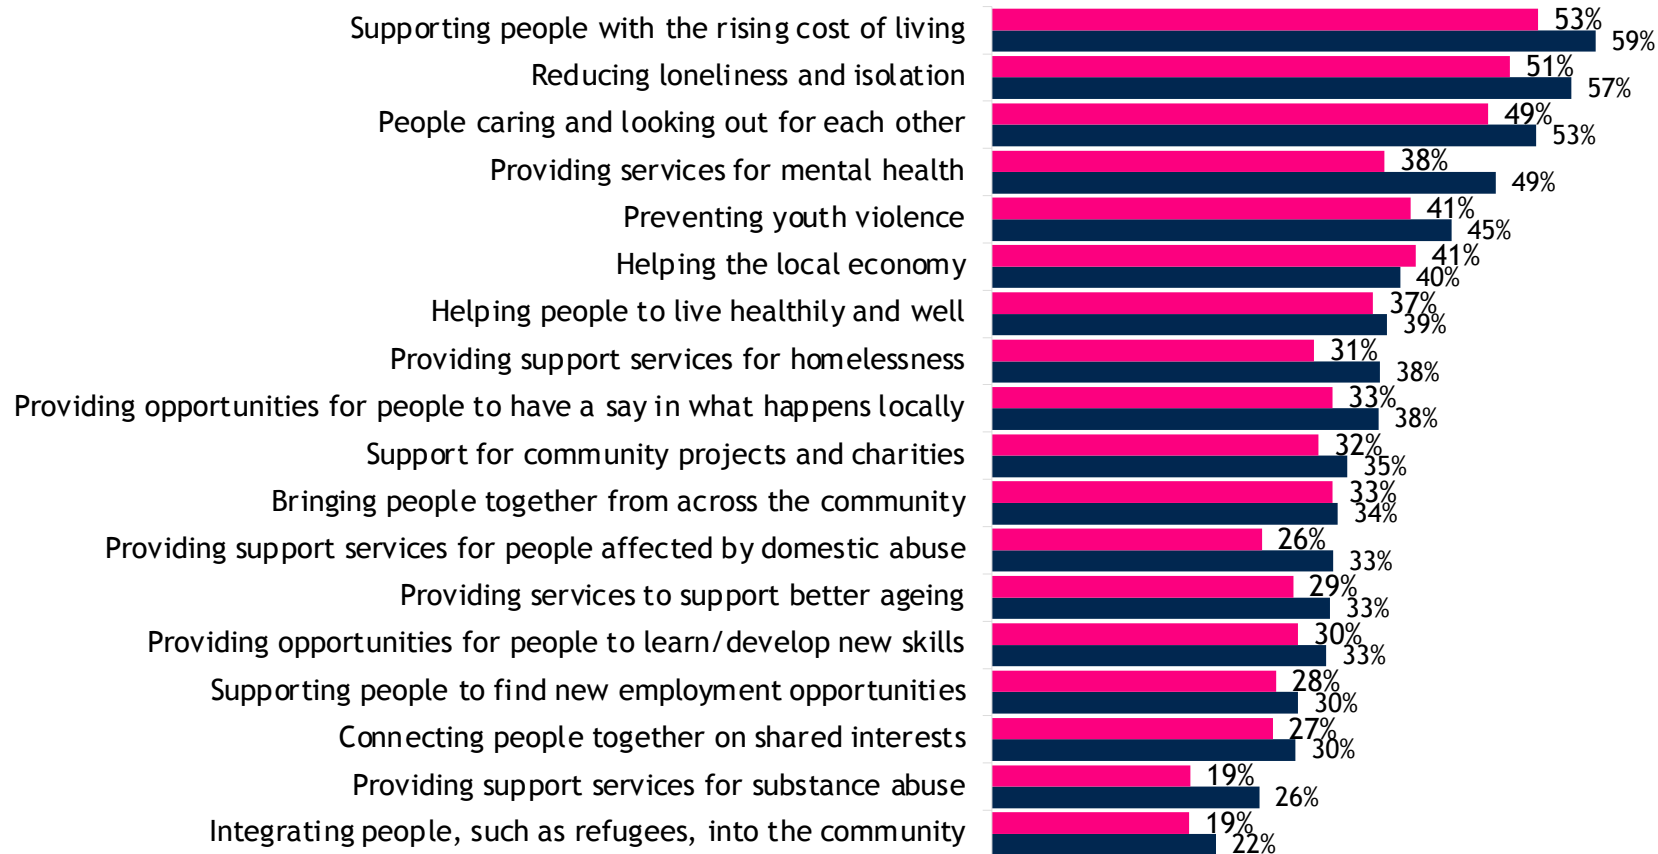 Supporting people with the rising cost of living 53% 59%
Reducing loneliness and isolation 51% 57%
People caring and looking out for each other 49% 53%
Providing services for mental health 38% 49%
Preventing youth violence 41% 45%
Helping the local economy 41% 40%
Helping people to live healthily and well 37% 39%
Providing support services for homelessness 31% 38%
Providing opportunities for people to have a say in what happens locally 33% 38%
Support for community projects and charities 32% 35%
Bringing people together from across the community 33% 34%
Providing support services for people affected by domestic abuse 26% 33%
Providing services to support better ageing 29% 33%
Providing opportunities for people to learn/develop new skills 30% 33%
Supporting people to find new employment opportunities 28% 30%
Connecting people together on shared interests 27% 30%
Providing support services for substance abuse 19% 26%
Integrating people, such as refugees, into the community 19% 22%